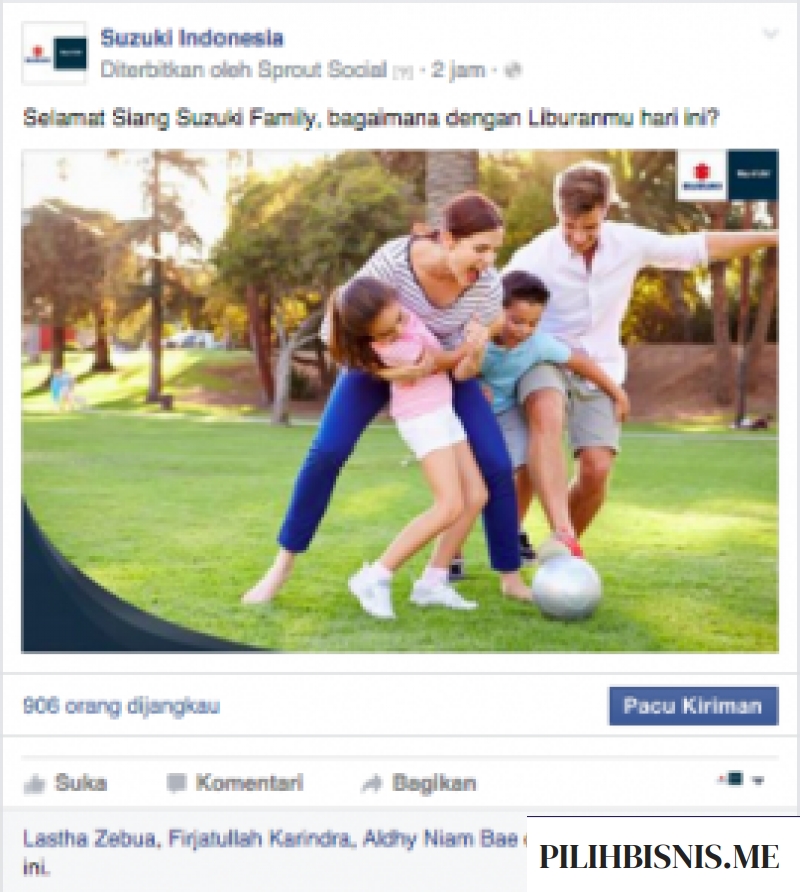 Suzuki Indonesia
Diterbitkan oleh Sprout Social [?] · 2 jam ·
Selamat Siang Suzuki Family, bagaimana dengan Liburanmu hari ini?
SUZUKI
906 orang dijangkau
Pacu Kiriman
Suka Komentari Bagikan
Lastha Zebua, Firjatullah Karindra, Aldhy Niam Bae
ini.
PILIHBISNIS.ME